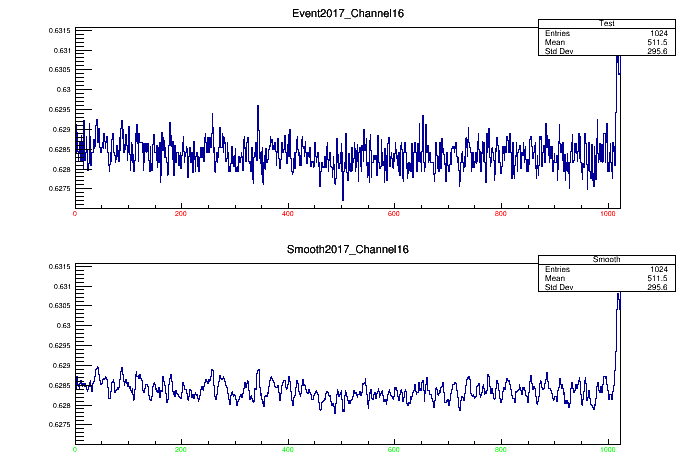 Event2017_Channel16
Test
Entries 1024
Mean 511.5
Std Dev 295.6
0.6315
0.631
0.6305
0.63
0.6295
0.629
0.6285
0.628
0.6275
0 200 400 600 800 1000
Smooth2017_Channel16
Smooth
Entries 1024
Mean 511.5
Std Dev 295.6
0.6315
0.631
0.6305
0.63
0.6295
0.629
0.6285
0.628
0.6275
0 200 400 600 800 1000